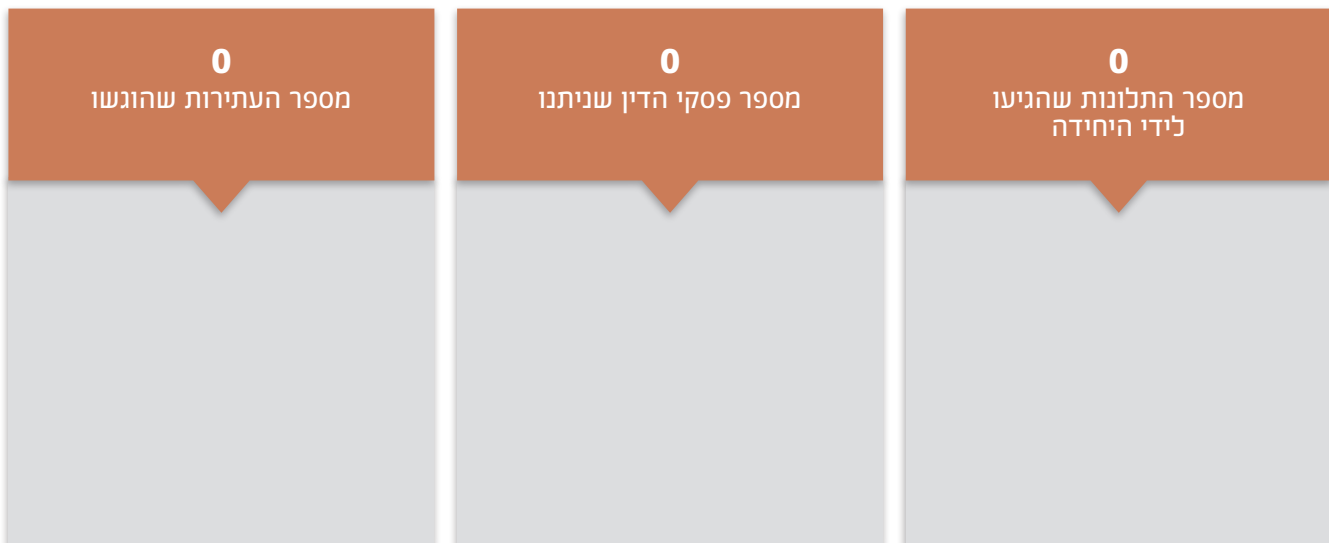 0
מספר התלונות שהגיעו
לידי היחידה
0
מספר פסקי הדין שניתנו
0
מספר העתירות שהוגשו